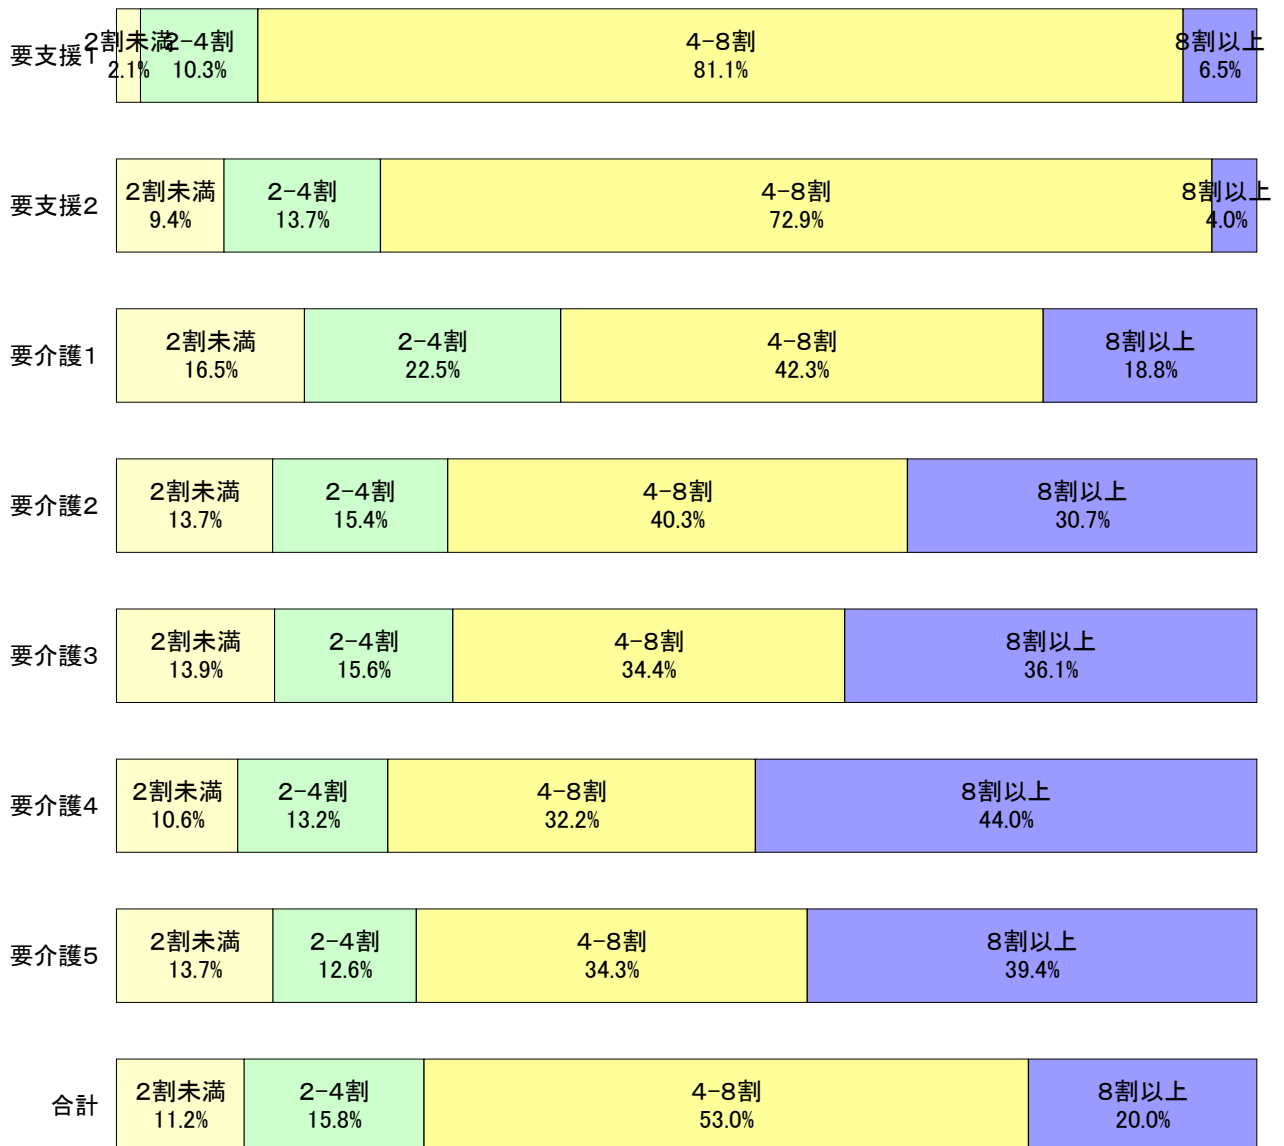 要支援1 2割未満 2-4割 4-8割 8割以上
2.1% 10.3% 81.1% 6.5%
要支援2 2割未満 2-4割 4-8割 8割以上
9.4% 13.7% 72.9% 4.0%
要介護1 2割未満 2-4割 4-8割 8割以上
16.5% 22.5% 42.3% 18.8%
要介護2 2割未満 2-4割 4-8割 8割以上
13.7% 15.4% 40.3% 30.7%
要介護3 2割未満 2-4割 4-8割 8割以上
13.9% 15.6% 34.4% 36.1%
要介護4 2割未満 2-4割 4-8割 8割以上
10.6% 13.2% 32.2% 44.0%
要介護5 2割未満 2-4割 4-8割 8割以上
13.7% 12.6% 34.3% 39.4%
合計 2割未満 2-4割 4-8割 8割以上
11.2% 15.8% 53.0% 20.0%